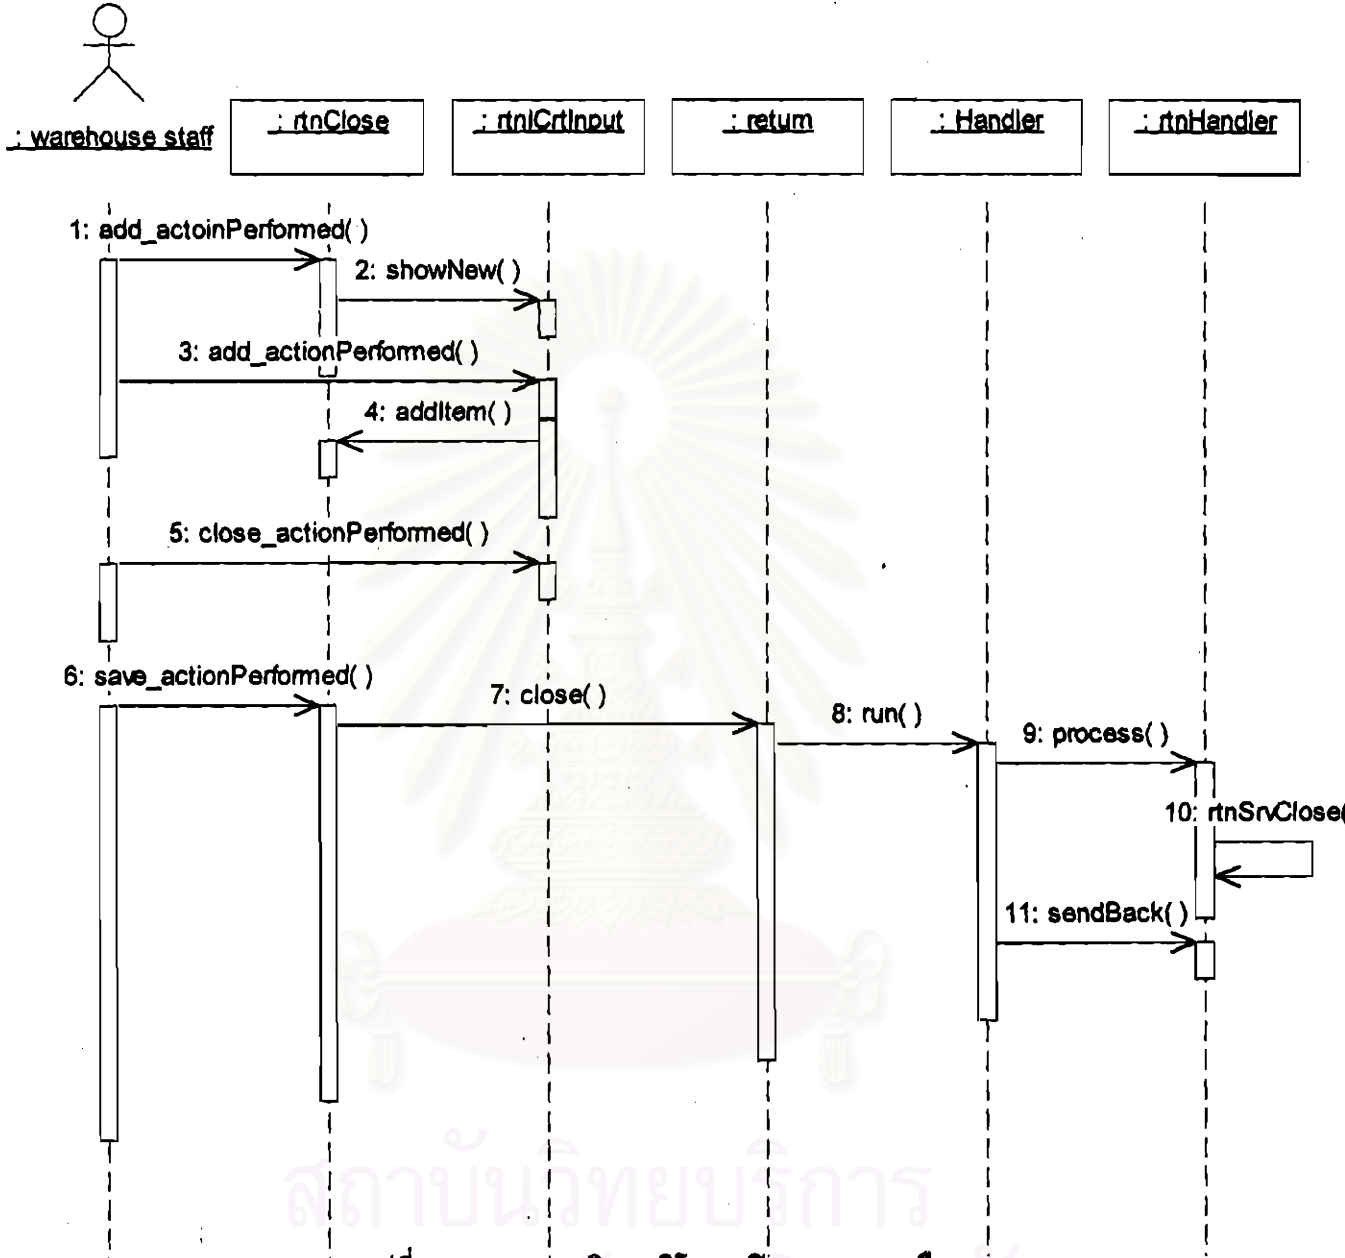 : warehouse staff
: rtnClose
: rtnlCrtInput
: return
: Handler
: rtnHandler
1: add_actoinPerformed( )
2: showNew( )
3: add_actionPerformed( )
4: addItem( )
5: close_actionPerformed( )
6: save_actionPerformed( )
7: close( )
8: run( )
9: process( )
10: rtnSrvClose(
11: sendBack( )
สถาบันวิทยบริการ